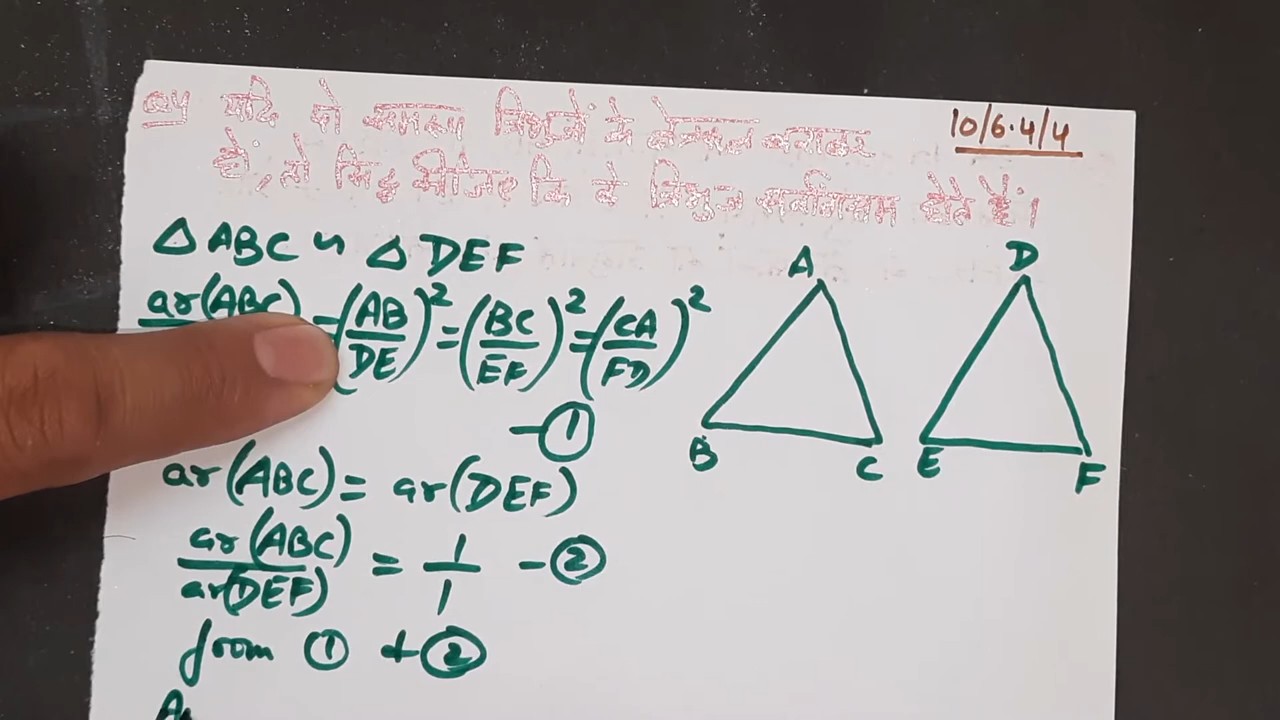 Q4 यदि दो समरूप त्रिभुजों के क्षेत्रफल बराबर
हों, तो सिद्ध कीजिए कि वे त्रिभुज सर्वांगसम होते हैं।
10/6.4/4
△ABC ~ △DEF
ar(ABC) = (AB/DE)² = (BC/EF)² = (CA/FD)²
-①
ar(ABC) = ar(DEF)
ar(ABC)/ar(DEF) = 1/1 -②
from ① + ②
A
D
B
C
E
F